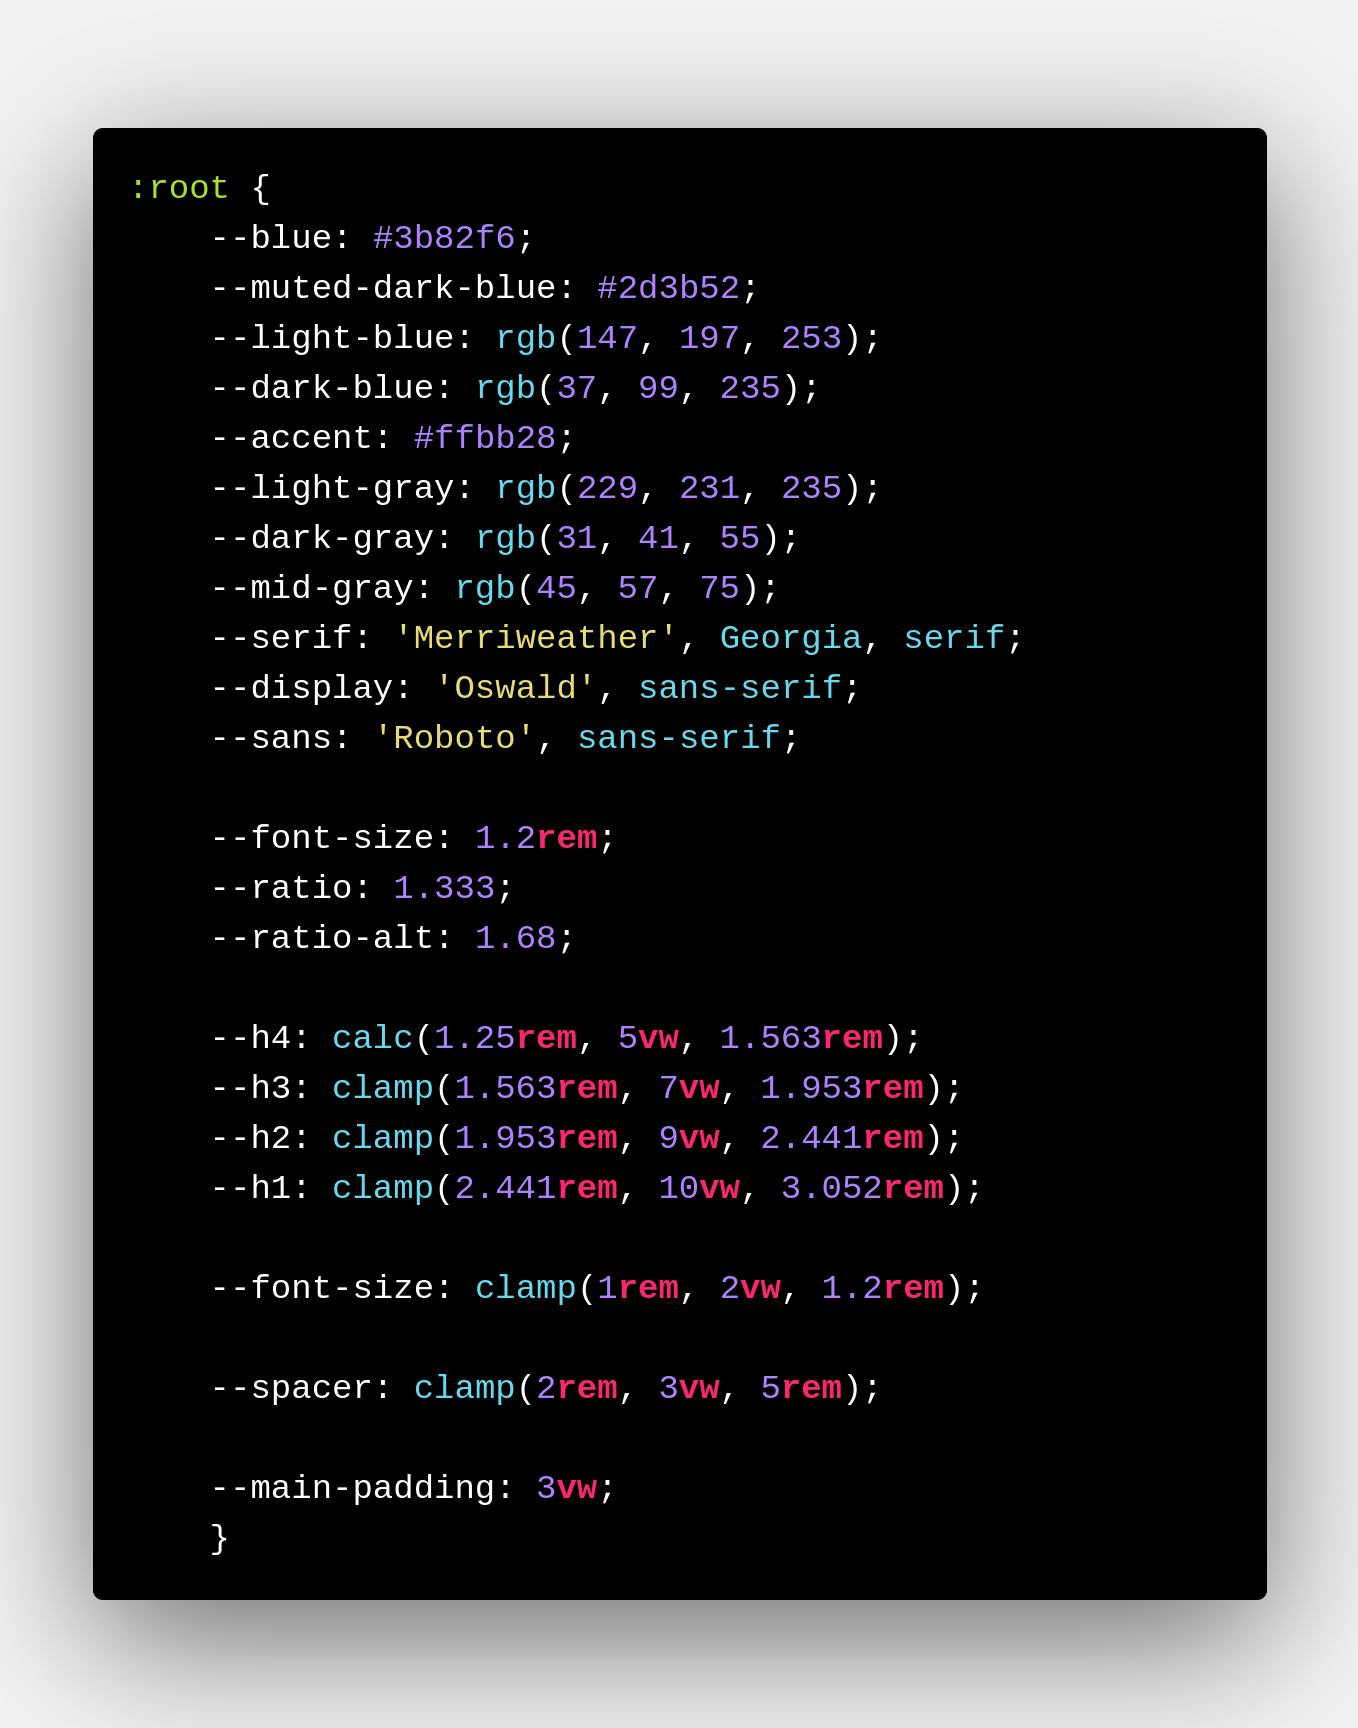 :root {
    --blue: #3b82f6;
    --muted-dark-blue: #2d3b52;
    --light-blue: rgb(147, 197, 253);
    --dark-blue: rgb(37, 99, 235);
    --accent: #ffbb28;
    --light-gray: rgb(229, 231, 235);
    --dark-gray: rgb(31, 41, 55);
    --mid-gray: rgb(45, 57, 75);
    --serif: 'Merriweather', Georgia, serif;
    --display: 'Oswald', sans-serif;
    --sans: 'Roboto', sans-serif;

    --font-size: 1.2rem;
    --ratio: 1.333;
    --ratio-alt: 1.68;

    --h4: calc(1.25rem, 5vw, 1.563rem);
    --h3: clamp(1.563rem, 7vw, 1.953rem);
    --h2: clamp(1.953rem, 9vw, 2.441rem);
    --h1: clamp(2.441rem, 10vw, 3.052rem);

    --font-size: clamp(1rem, 2vw, 1.2rem);

    --spacer: clamp(2rem, 3vw, 5rem);

    --main-padding: 3vw;
    }